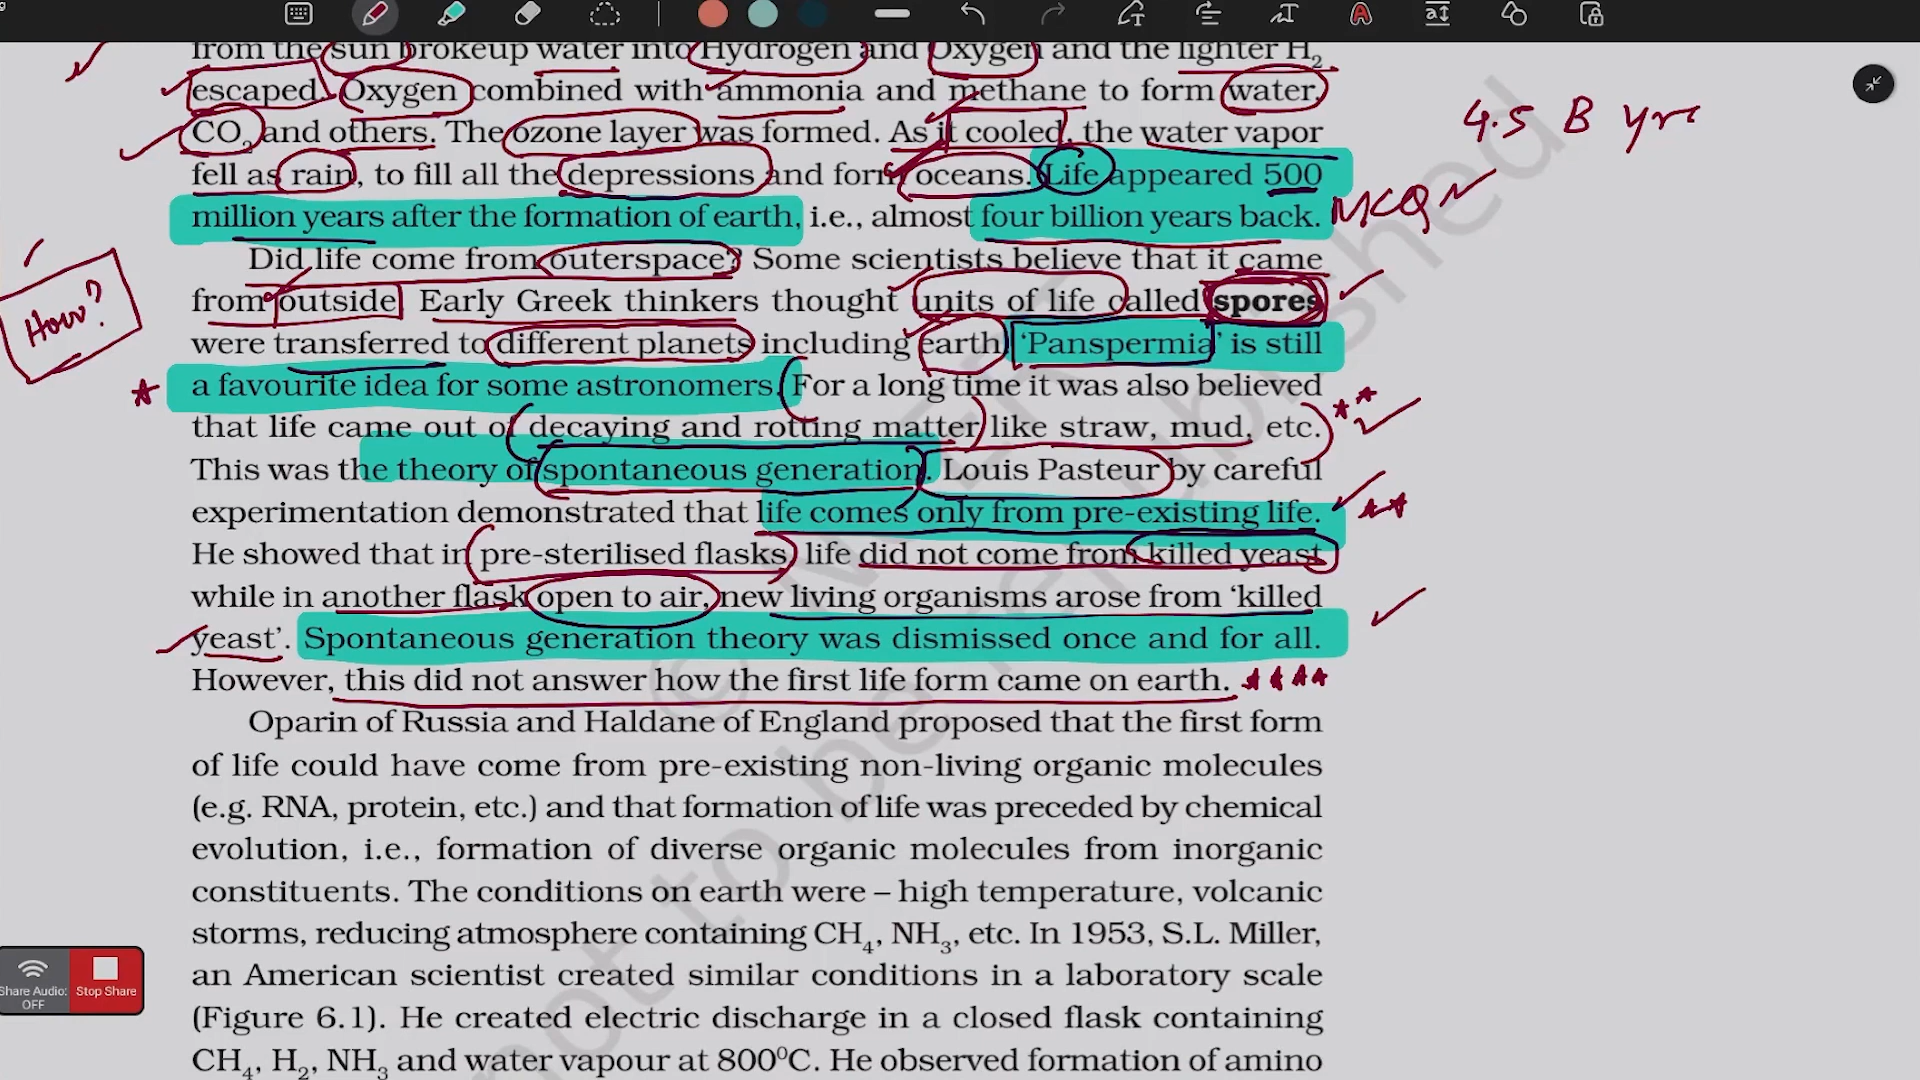 from the sun brokeup water into Hydrogen and Oxygen and the lighter H₂
escaped. Oxygen combined with ammonia and methane to form water,
CO₂ and others. The ozone layer was formed. As it cooled, the water vapor
fell as rain, to fill all the depressions and form oceans. Life appeared 500
million years after the formation of earth, i.e., almost four billion years back.
Did life come from outerspace? Some scientists believe that it came
from outside. Early Greek thinkers thought units of life called spores
were transferred to different planets including earth. ‘Panspermia’ is still
a favourite idea for some astronomers. For a long time it was also believed
that life came out of decaying and rotting matter like straw, mud, etc.
This was the theory of spontaneous generation. Louis Pasteur by careful
experimentation demonstrated that life comes only from pre-existing life.
He showed that in pre-sterilised flasks, life did not come from killed yeast
while in another flask open to air, new living organisms arose from ‘killed
yeast’. Spontaneous generation theory was dismissed once and for all.
However, this did not answer how the first life form came on earth.
Oparin of Russia and Haldane of England proposed that the first form
of life could have come from pre-existing non-living organic molecules
(e.g. RNA, protein, etc.) and that formation of life was preceded by chemical
evolution, i.e., formation of diverse organic molecules from inorganic
constituents. The conditions on earth were – high temperature, volcanic
storms, reducing atmosphere containing CH₄, NH₃, etc. In 1953, S.L. Miller,
an American scientist created similar conditions in a laboratory scale
(Figure 6.1). He created electric discharge in a closed flask containing
CH₄, H₂, NH₃ and water vapour at 800⁰C. He observed formation of amino
4.5 B yrs
MCQ
How?
Share Audio:
OFF
Stop Share
not to be republished